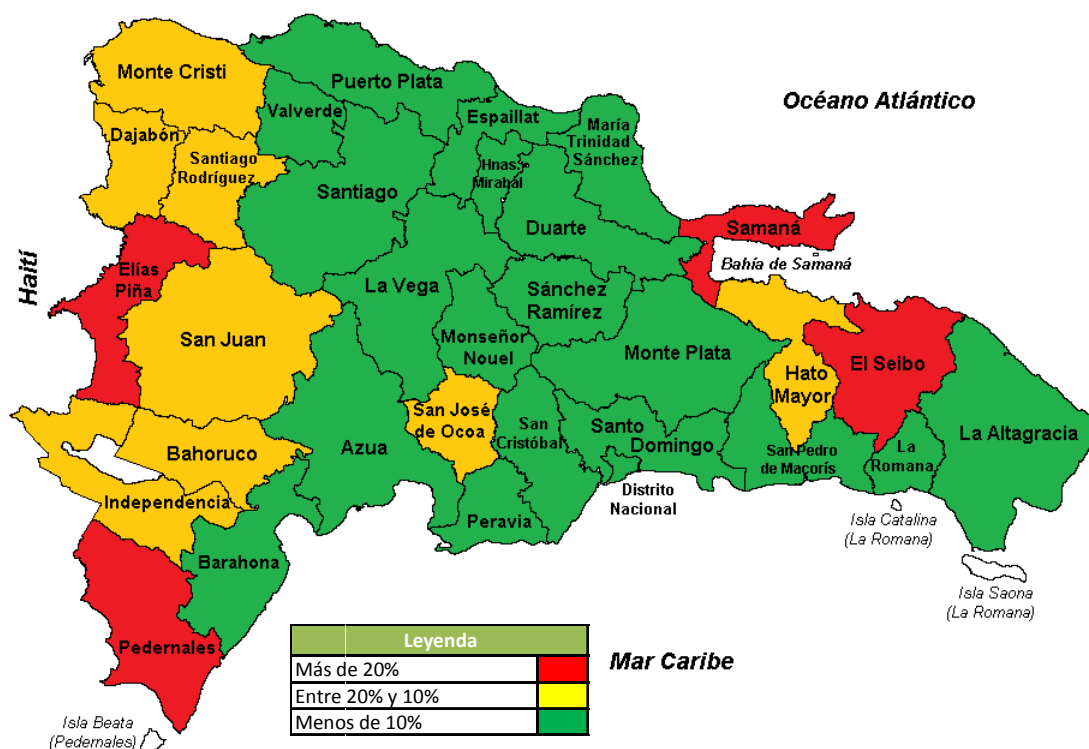 Monte Cristi
Puerto Plata
Océano Atlántico
Valverde
Espaillat
María
Trinidad
Sánchez
Dajabón
Santiago
Rodríguez
Hnas.
Mirabal
Santiago
Duarte
Samaná
Bahía de Samaná
Haití
Elías
Piña
La Vega
Sánchez
Ramírez
San Juan
Monseñor
Nouel
Monte Plata
El Seibo
Hato
Mayor
San José
de Ocoa
San
Cristóbal
Santo
Domingo
La Altagracia
Azua
Bahoruco
San Pedro
de Macorís
La
Romana
Independencia
Distrito
Nacional
Peravia
Isla Catalina
(La Romana)
Barahona
Isla Saona
(La Romana)
Pedernales
Leyenda
Más de 20%
Entre 20% y 10%
Menos de 10%
Mar Caribe
Isla Beata
(Pedernales)